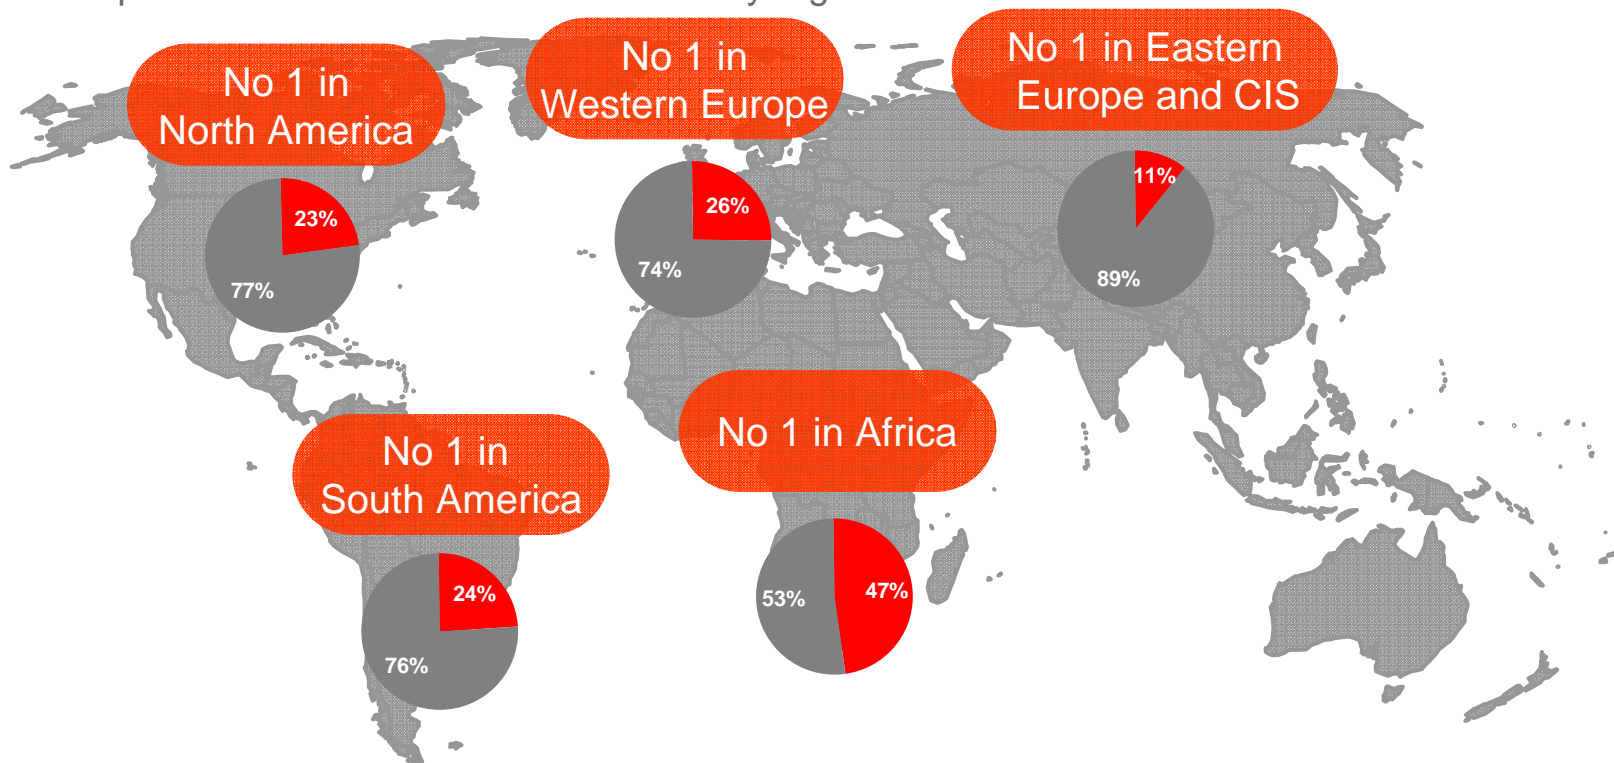 No 1 in
North America
23%
77%
No 1 in
Western Europe
26%
74%
No 1 in Eastern
Europe and CIS
11%
89%
No 1 in
South America
24%
76%
No 1 in Africa
53%
47%